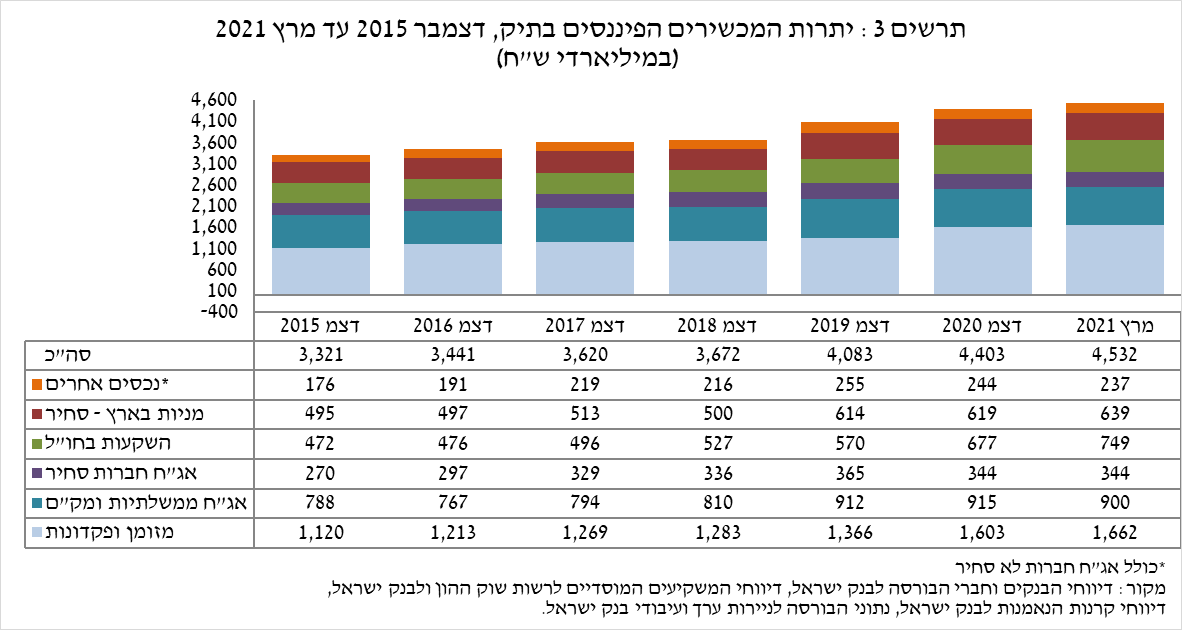 תרשים 3 : יתרות המכשירים הפיננסים בתיק, דצמבר 2015 עד מרץ 2021
(במיליארדי ש"ח)
4,600
4,100
3,600
3,100
2,600
2,100
1,600
1,100
600
100
-400
דצמ 2015 דצמ 2016 דצמ 2017 דצמ 2018 דצמ 2019 דצמ 2020 מרץ 2021
סה"כ 3,321 3,441 3,620 3,672 4,083 4,403 4,532
*נכסים אחרים 176 191 219 216 255 244 237
מניות בארץ - סחיר 495 497 513 500 614 619 639
השקעות בחו"ל 472 476 496 527 570 677 749
אג"ח חברות סחיר 270 297 329 336 365 344 344
אג"ח ממשלתיות ומק"ם 788 767 794 810 912 915 900
מזומן ופקדונות 1,120 1,213 1,269 1,283 1,366 1,603 1,662
*כולל אג"ח חברות לא סחיר
מקור : דיווחי הבנקים וחברי הבורסה לבנק ישראל, דיווחי המשקיעים המוסדיים לרשות שוק ההון ולבנק ישראל,
דיווחי קרנות הנאמנות לבנק ישראל, נתוני הבורסה לניירות ערך ועיבודי בנק ישראל.